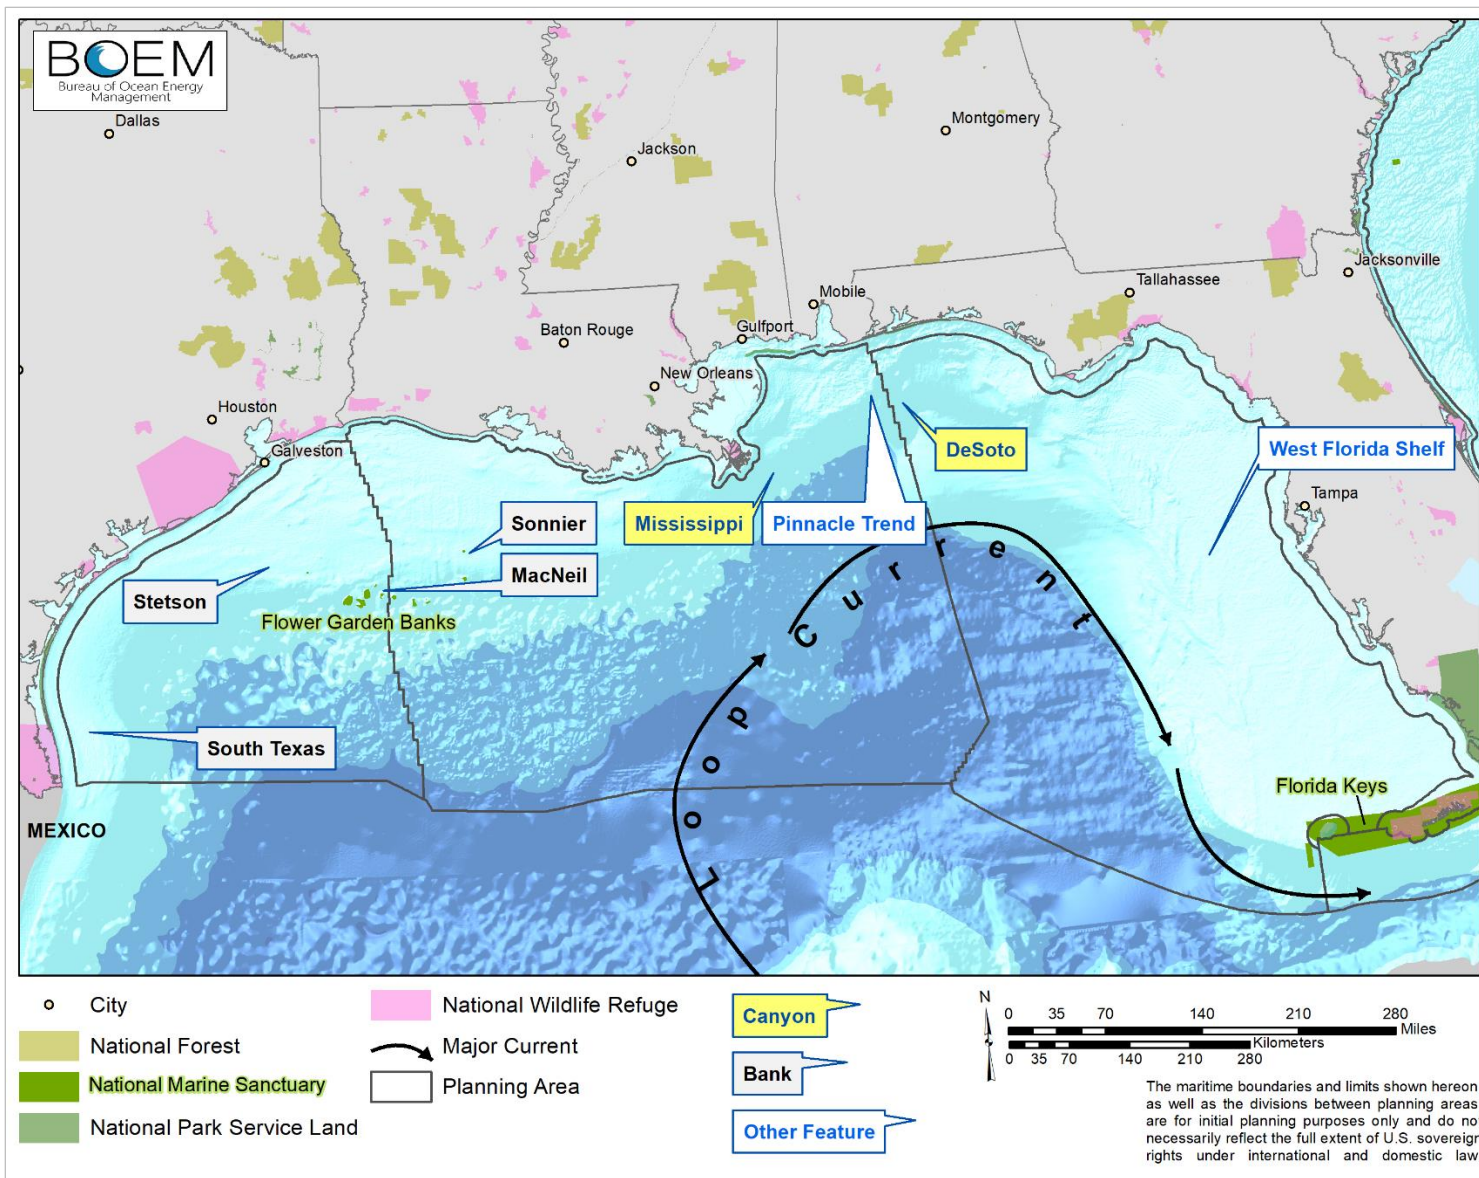 BOEM
Bureau of Ocean Energy
Management
Dallas
Jackson
Montgomery
Jacksonville
Tallahassee
Mobile
Gulfport
Baton Rouge
New Orleans
Houston
Galveston
DeSoto
West Florida Shelf
Tampa
Sonnier
Mississippi
Pinnacle Trend
MacNeil
Stetson
Flower Garden Banks
Loop Current
South Texas
Florida Keys
MEXICO
City
National Forest
National Marine Sanctuary
National Park Service Land
National Wildlife Refuge
Major Current
Planning Area
Canyon
Bank
Other Feature
N
0 35 70 140 210 280
Miles
Kilometers
0 35 70 140 210 280
The maritime boundaries and limits shown hereon,
as well as the divisions between planning areas,
are for initial planning purposes only and do not
necessarily reflect the full extent of U.S. sovereign
rights under international and domestic law.